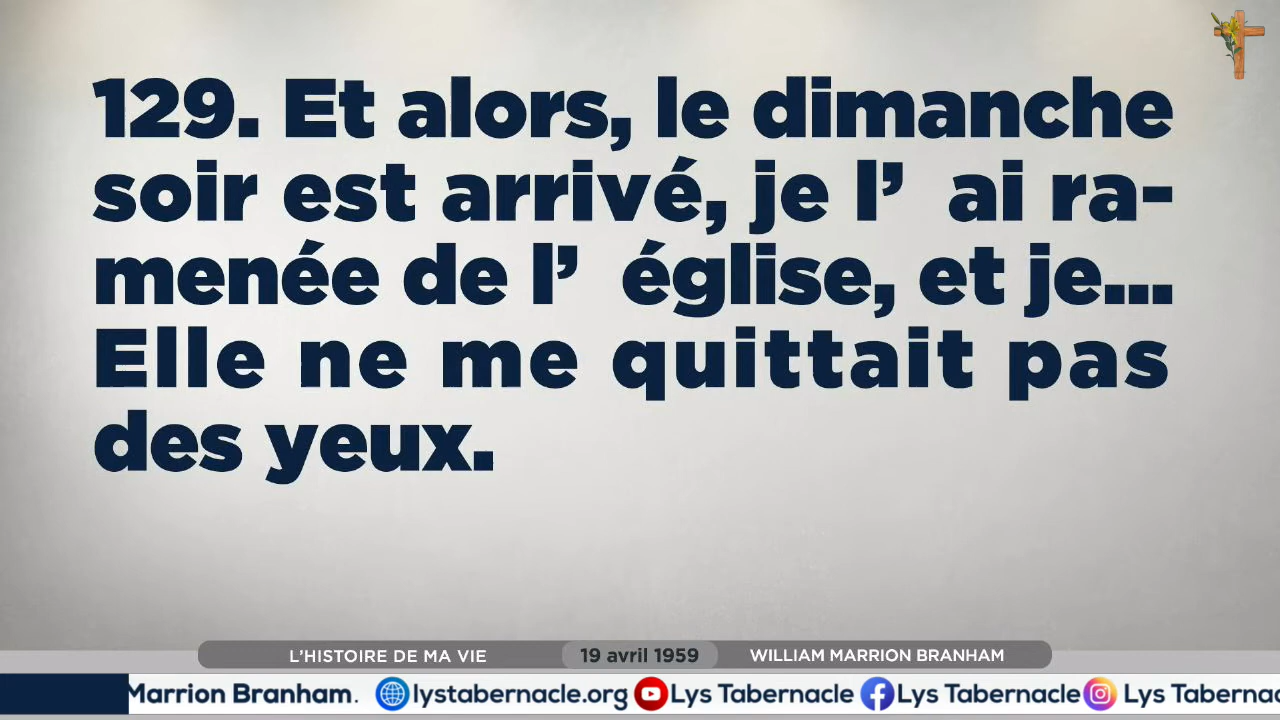 129. Et alors, le dimanche
soir est arrivé, je l’ ai ra-
menée de l’ église, et je...
Elle ne me quittait pas
des yeux.
L’HISTOIRE DE MA VIE 19 avril 1959 WILLIAM MARRION BRANHAM
Marrion Branham. lystabernacle.org Lys Tabernacle Lys Tabernacle Lys Taberna